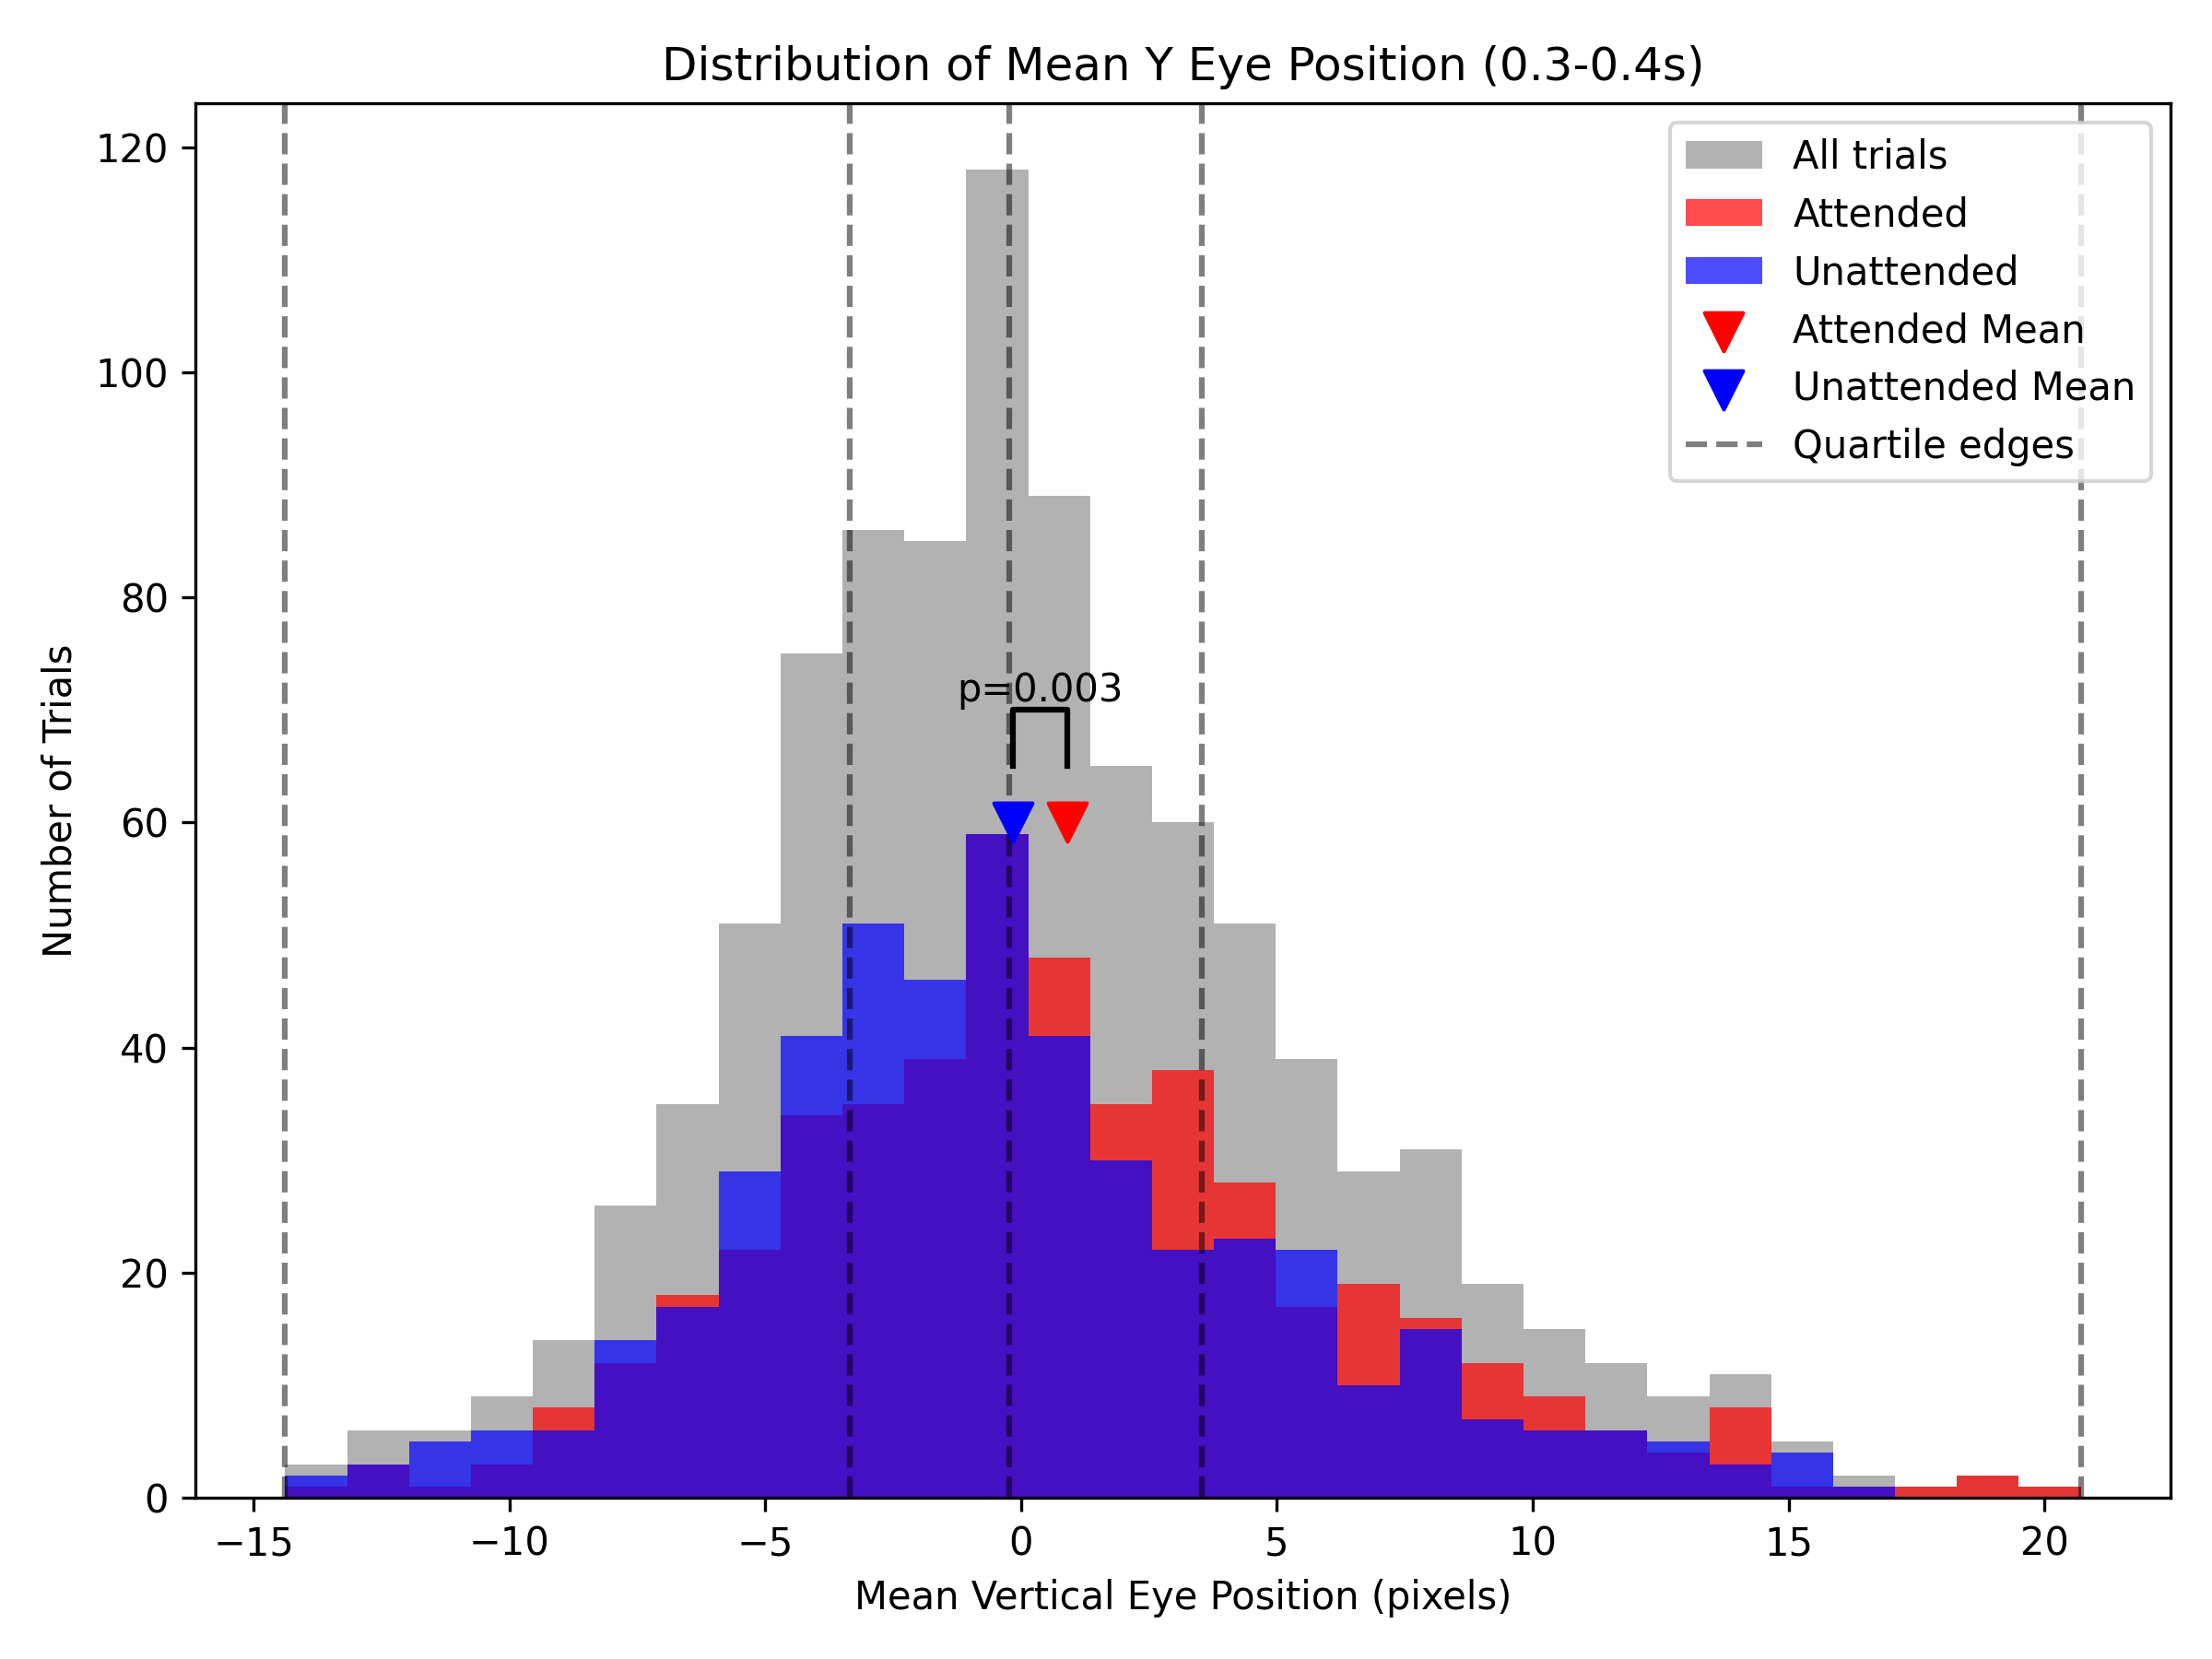 Distribution of Mean Y Eye Position (0.3-0.4s)
120
100
80
60
40
20
0
Number of Trials
All trials
Attended
Unattended
Attended Mean
Unattended Mean
Quartile edges
p=0.003
−15
−10
−5
0
5
10
15
20
Mean Vertical Eye Position (pixels)